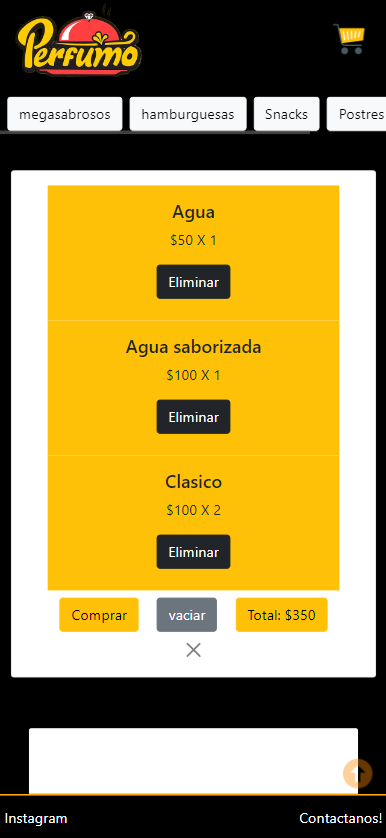 Perfumo
megasabrosos hamburguesas Snacks Postres
Agua
$50 X 1
Eliminar
Agua saborizada
$100 X 1
Eliminar
Clasico
$100 X 2
Eliminar
Comprar vaciar Total: $350
Instagram Contactanos!